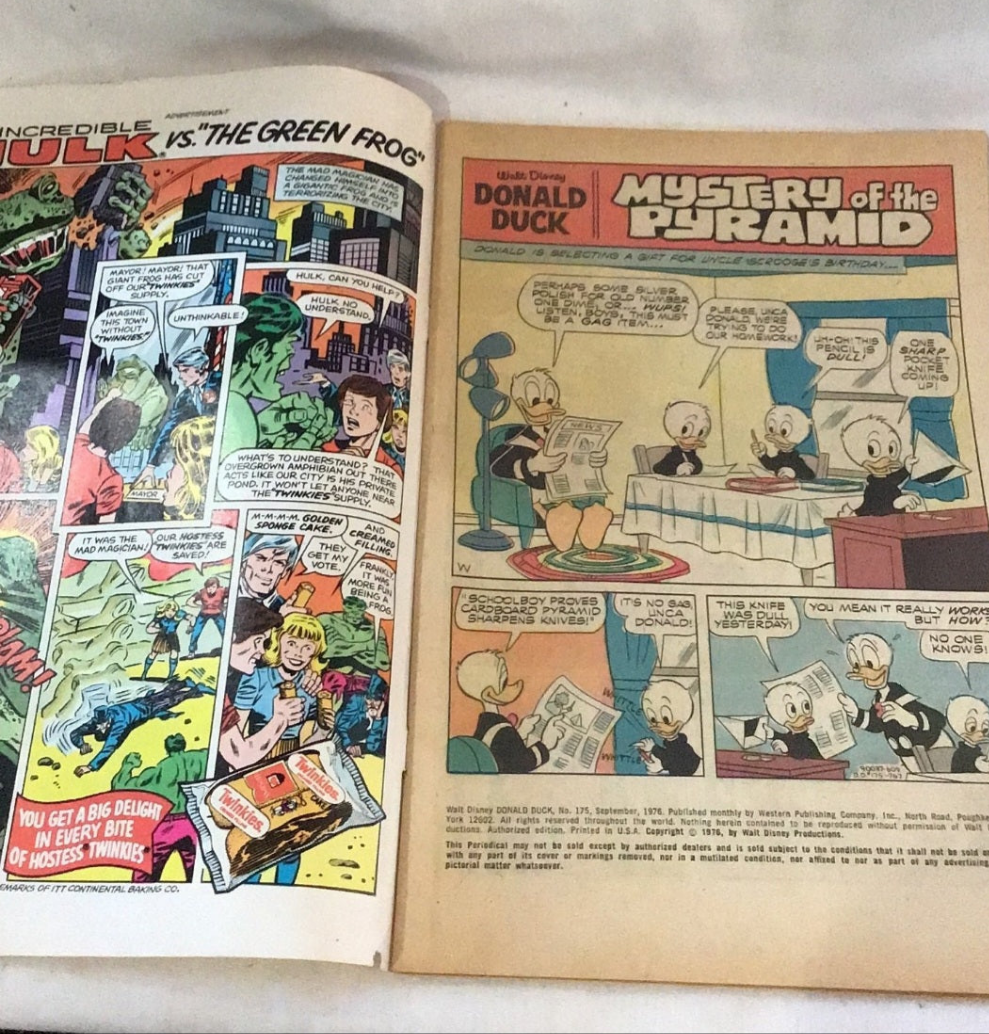 ADVERTISEMENT
INCREDIBLE
HULK VS. "THE GREEN FROG"
THE MAD MAGICIAN HAS
CHANGED HIMSELF INTO
A GIGANTIC FROG AND IS
TERRORIZING THE CITY.
MAYOR! MAYOR! THAT
GIANT FROG HAS CUT
OFF OUR "TWINKIES"
SUPPLY.
IMAGINE
THIS TOWN
WITHOUT
"TWINKIES."
UNTHINKABLE!
MAYOR
HULK, CAN YOU HELP?
HULK NO
UNDERSTAND.
WHAT'S TO UNDERSTAND? THAT
OVERGROWN AMPHIBIAN OUT THERE
ACTS LIKE OUR CITY IS HIS PRIVATE
POND. IT WON'T LET ANYONE NEAR
THE "TWINKIES" SUPPLY.
IT WAS THE
MAD MAGICIAN!
OUR HOSTESS
"TWINKIES" ARE
SAVED!
M-M-M-M. GOLDEN
SPONGE CAKE.
AND
CREAMED
FILLING.
THEY
GET MY
VOTE.
FRANKLY,
IT WAS
MORE FUN
BEING A
FROG.
Twinkies
Twinkies
YOU GET A BIG DELIGHT
IN EVERY BITE
OF HOSTESS "TWINKIES"
EMARKS OF ITT CONTINENTAL BAKING CO.
Walt Disney
DONALD
DUCK
MYSTERY of the
PYRAMID
DONALD IS SELECTING A GIFT FOR UNCLE SCROOGE'S BIRTHDAY...
PERHAPS SOME SILVER
POLISH FOR OLD NUMBER
ONE DIME, OR.... WUPS!
LISTEN, BOYS, THIS MUST
BE A GAG ITEM...
PLEASE, UNCA
DONALD, WE'RE
TRYING TO DO
OUR HOMEWORK!
UH-OH! THIS
PENCIL IS
DULL!
ONE
SHARP
POCKET
KNIFE
COMING
UP!
NEWS
W
"SCHOOLBOY PROVES
CARDBOARD PYRAMID
SHARPENS KNIVES!"
IT'S NO GAG,
UNCA
DONALD!
WHITTLE
THIS KNIFE
WAS DULL
YESTERDAY!
YOU MEAN IT REALLY WORKS
BUT HOW?
NO ONE
KNOWS!
Walt Disney DONALD DUCK, No. 175, September, 1976. Published monthly by Western Publishing Company, Inc., North Road, Poughke
York 12602. All rights reserved throughout the world. Nothing herein contained to be reproduced without permission of Walt
ductions. Authorized edition. Printed in U.S.A. Copyright © 1976, by Walt Disney Productions.
This Periodical may not be sold except by authorized dealers and is sold subject to the conditions that it shall not be sold or
with any part of its cover or markings removed, nor in a mutilated condition, nor affixed to nor as part of any advertising
pictorial matter whatsoever.